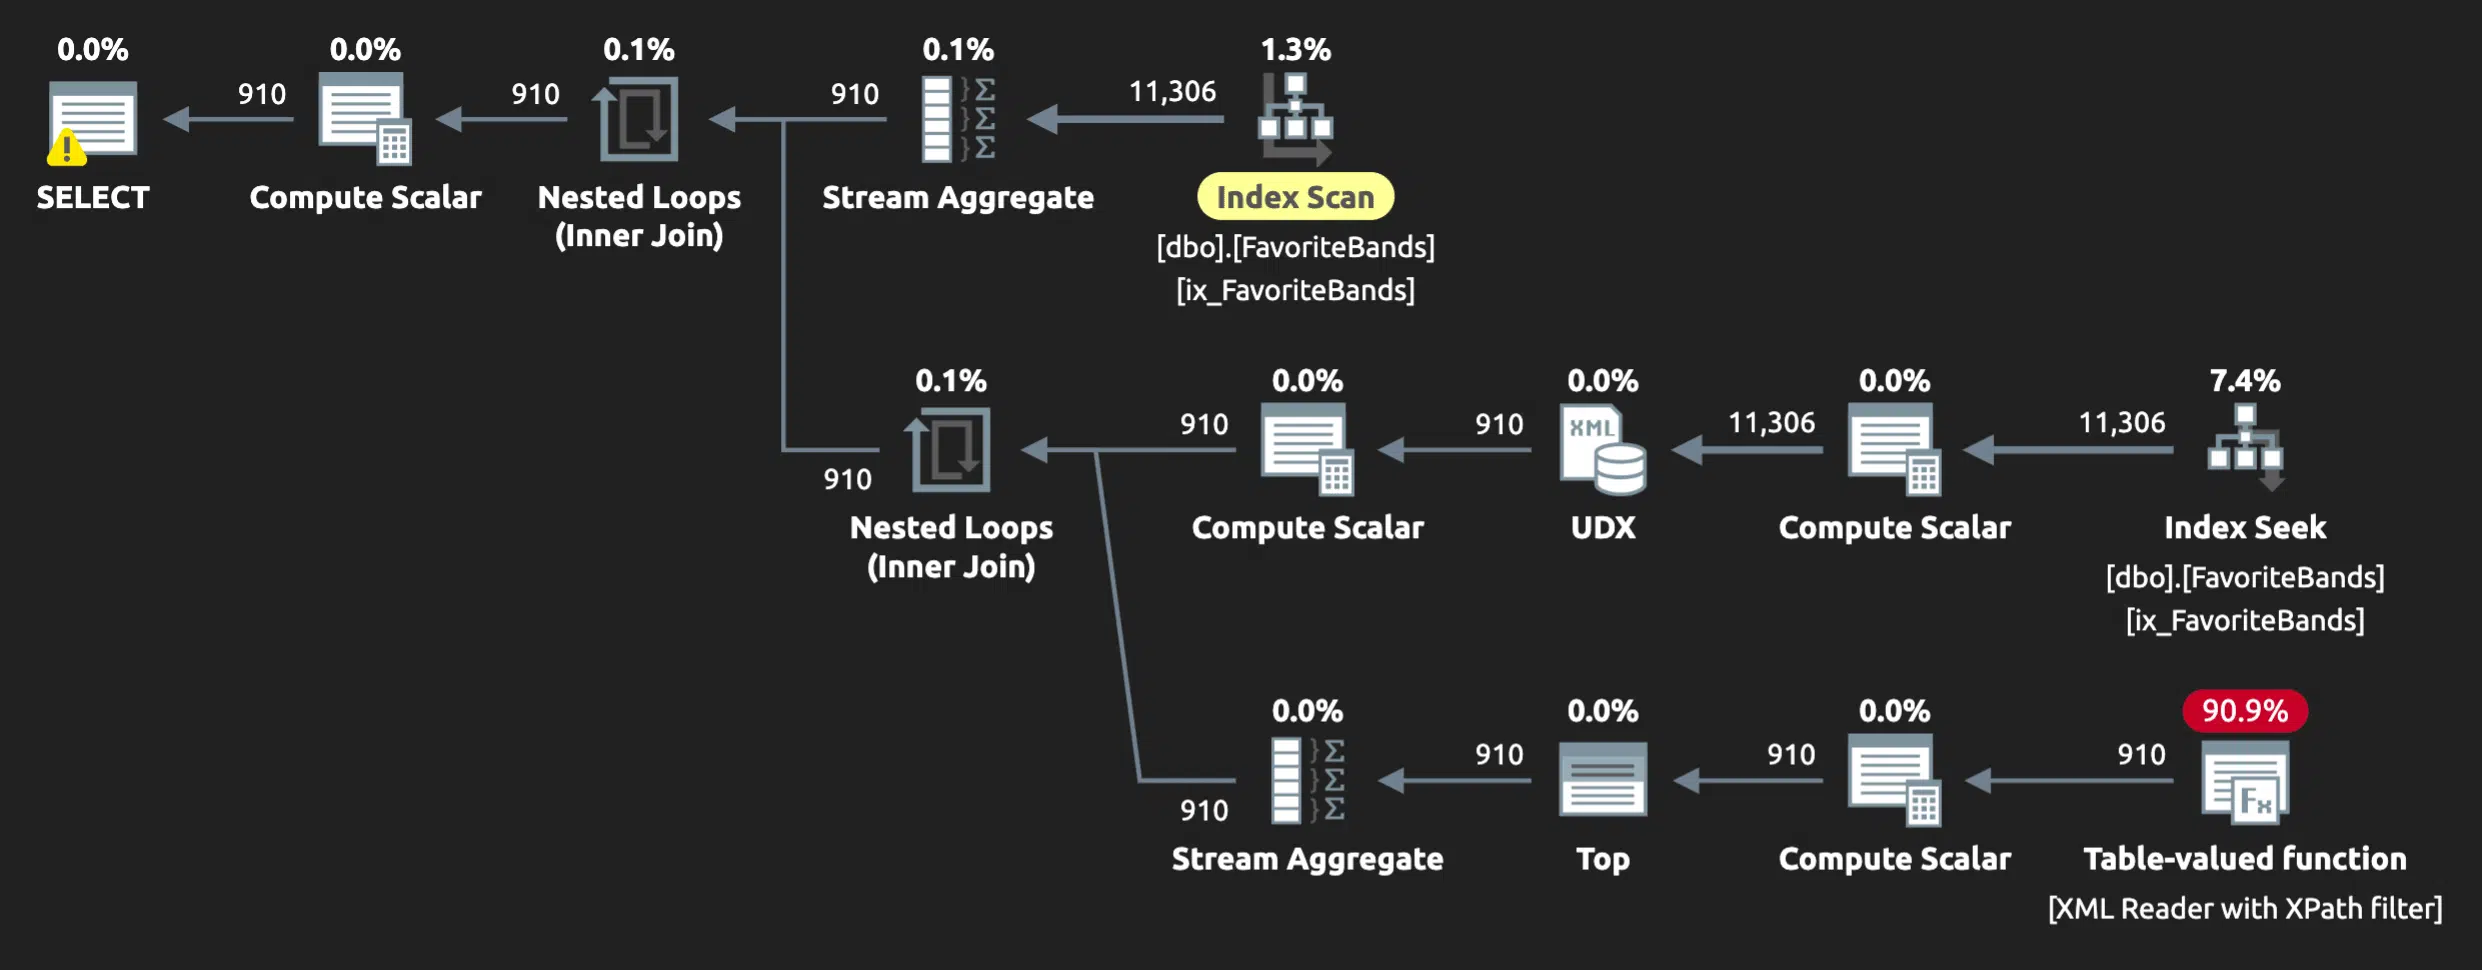 0.0%
0.0%
0.1%
0.1%
1.3%
910
910
910
11,306
SELECT
Compute Scalar
Nested Loops
(Inner Join)
Stream Aggregate
Index Scan
[dbo].[FavoriteBands]
[ix_FavoriteBands]
0.1%
0.0%
0.0%
0.0%
7.4%
910
910
910
11,306
11,306
XML
Nested Loops
(Inner Join)
Compute Scalar
UDX
Compute Scalar
Index Seek
[dbo].[FavoriteBands]
[ix_FavoriteBands]
0.0%
0.0%
0.0%
90.9%
910
910
910
910
Fx
Stream Aggregate
Top
Compute Scalar
Table-valued function
[XML Reader with XPath filter]